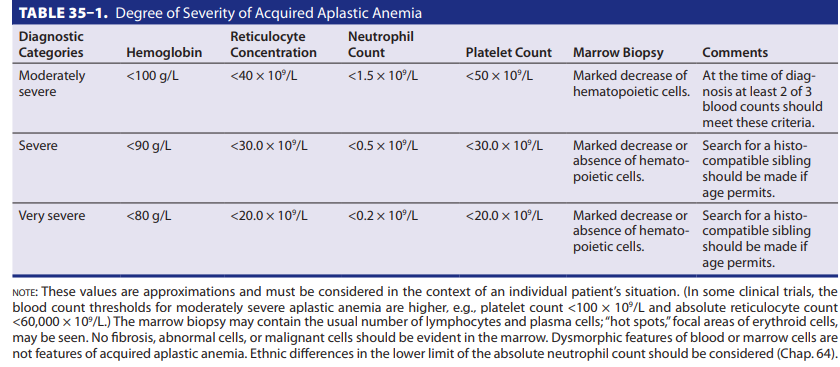 TABLE 35–1. Degree of Severity of Acquired Aplastic Anemia
Diagnostic Categories Hemoglobin Reticulocyte Concentration Neutrophil Count Platelet Count Marrow Biopsy Comments
Moderately severe <100 g/L <40 × 10⁹/L <1.5 × 10⁹/L <50 × 10⁹/L Marked decrease of hematopoietic cells. At the time of diagnosis at least 2 of 3 blood counts should meet these criteria.
Severe <90 g/L <30.0 × 10⁹/L <0.5 × 10⁹/L <30.0 × 10⁹/L Marked decrease or absence of hematopoietic cells. Search for a histocompatible sibling should be made if age permits.
Very severe <80 g/L <20.0 × 10⁹/L <0.2 × 10⁹/L <20.0 × 10⁹/L Marked decrease or absence of hematopoietic cells. Search for a histocompatible sibling should be made if age permits.
NOTE: These values are approximations and must be considered in the context of an individual patient's situation. (In some clinical trials, the
blood count thresholds for moderately severe aplastic anemia are higher, e.g., platelet count <100 × 10⁹/L and absolute reticulocyte count
<60,000 × 10⁹/L.) The marrow biopsy may contain the usual number of lymphocytes and plasma cells; "hot spots," focal areas of erythroid cells,
may be seen. No fibrosis, abnormal cells, or malignant cells should be evident in the marrow. Dysmorphic features of blood or marrow cells are
not features of acquired aplastic anemia. Ethnic differences in the lower limit of the absolute neutrophil count should be considered (Chap. 64).